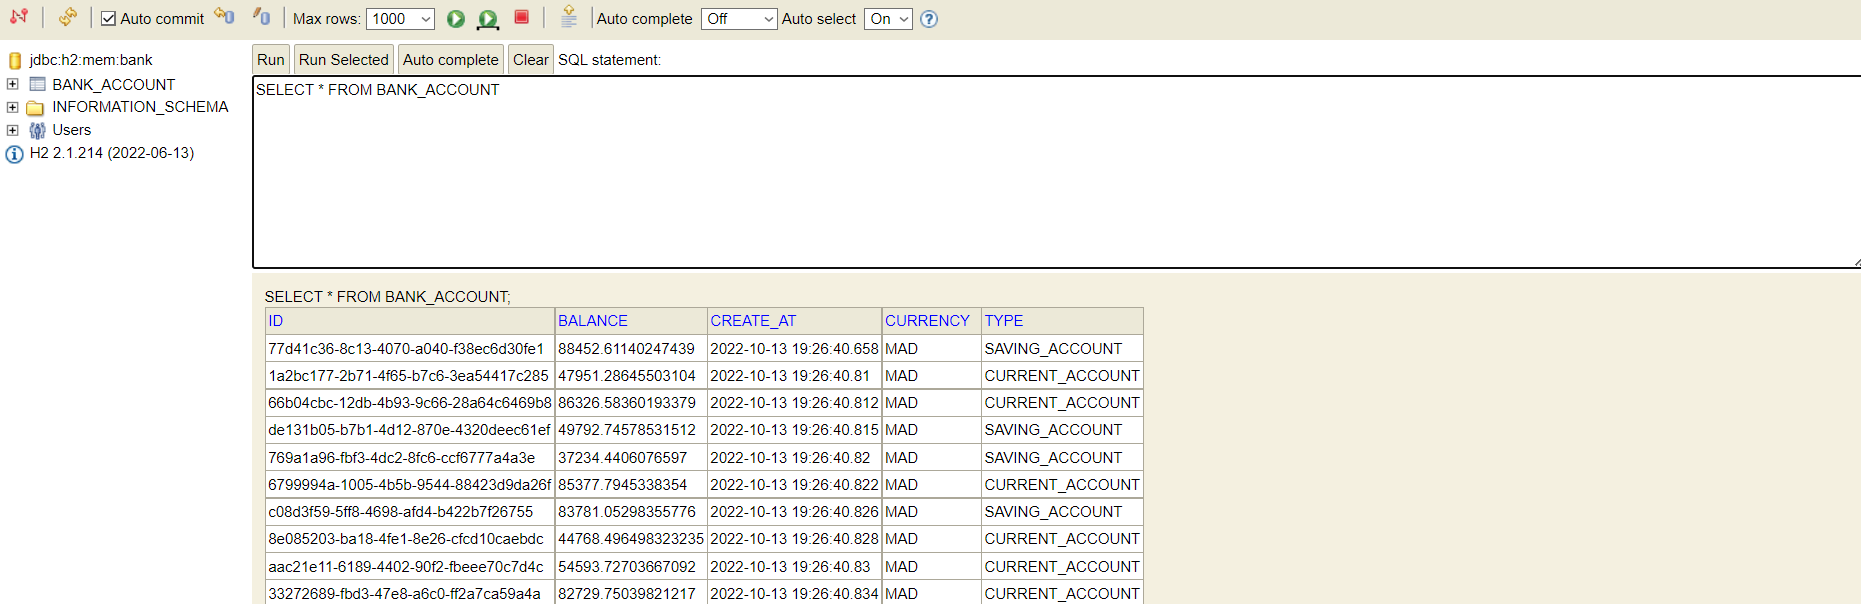 Auto commit Max rows: 1000 Auto complete Off Auto select On ?
jdbc:h2:mem:bank
BANK_ACCOUNT
INFORMATION_SCHEMA
Users
H2 2.1.214 (2022-06-13)
Run Run Selected Auto complete Clear SQL statement:
SELECT * FROM BANK_ACCOUNT
SELECT * FROM BANK_ACCOUNT;
ID BALANCE CREATE_AT CURRENCY TYPE
77d41c36-8c13-4070-a040-f38ec6d30fe1 88452.61140247439 2022-10-13 19:26:40.658 MAD SAVING_ACCOUNT
1a2bc177-2b71-4f65-b7c6-3ea54417c285 47951.28645503104 2022-10-13 19:26:40.81 MAD CURRENT_ACCOUNT
66b04cbc-12db-4b93-9c66-28a64c6469b8 86326.58360193379 2022-10-13 19:26:40.812 MAD CURRENT_ACCOUNT
de131b05-b7b1-4d12-870e-4320deec61ef 49792.74578531512 2022-10-13 19:26:40.815 MAD SAVING_ACCOUNT
769a1a96-fbf3-4dc2-8fc6-ccf6777a4a3e 37234.4406076597 2022-10-13 19:26:40.82 MAD SAVING_ACCOUNT
6799994a-1005-4b5b-9544-88423d9da26f 85377.7945338354 2022-10-13 19:26:40.822 MAD CURRENT_ACCOUNT
c08d3f59-5ff8-4698-afd4-b422b7f26755 83781.05298355776 2022-10-13 19:26:40.826 MAD SAVING_ACCOUNT
8e085203-ba18-4fe1-8e26-cfcd10caebdc 44768.496498323235 2022-10-13 19:26:40.828 MAD CURRENT_ACCOUNT
aac21e11-6189-4402-90f2-fbeee70c7d4c 54593.72703667092 2022-10-13 19:26:40.83 MAD CURRENT_ACCOUNT
33272689-fbd3-47e8-a6c0-ff2a7ca59a4a 82729.75039821217 2022-10-13 19:26:40.834 MAD CURRENT_ACCOUNT